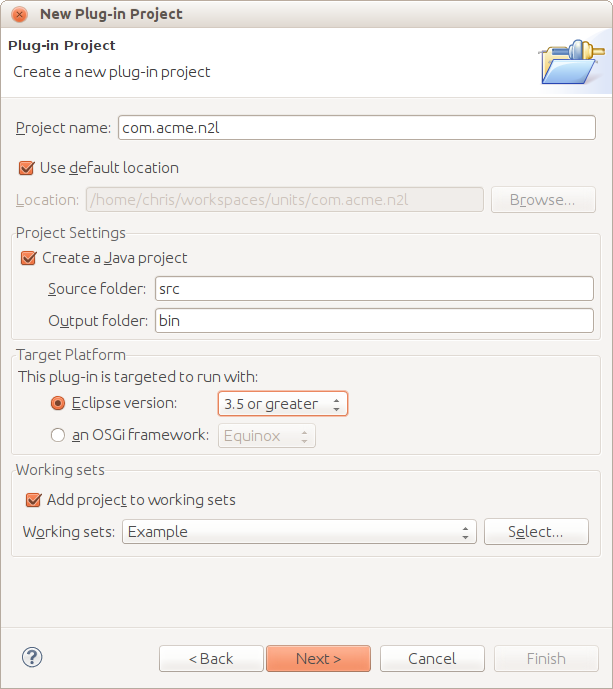 New Plug-in Project
Plug-in Project
Create a new plug-in project
Project name: com.acme.n2l
Use default location
Location: /home/chris/workspaces/units/com.acme.n2l Browse...
Project Settings
Create a Java project
Source folder: src
Output folder: bin
Target Platform
This plug-in is targeted to run with:
Eclipse version: 3.5 or greater
an OSGi framework: Equinox
Working sets
Add project to working sets
Working sets: Example Select...
? < Back Next > Cancel Finish